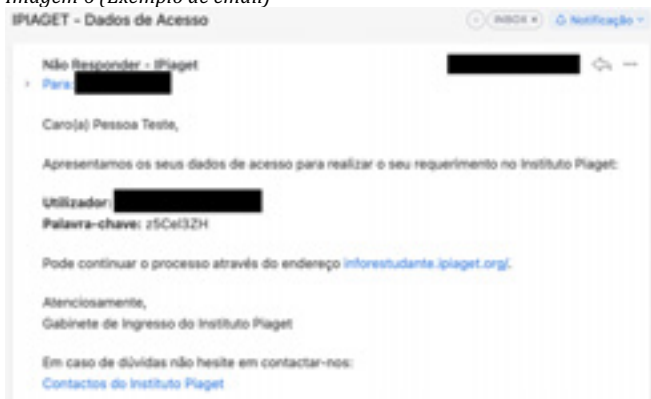 Imagem 6 (Exemplo de email)
IPIAGET - Dados de Acesso
INBOX x
Notificação
Não Responder - IPiaget
Para:
Caro(a) Pessoa Teste,
Apresentamos os seus dados de acesso para realizar o seu requerimento no Instituto Piaget:
Utilizador:
Palavra-chave: z5Cel3ZH
Pode continuar o processo através do endereço inforestudante.ipiaget.org/.
Atenciosamente,
Gabinete de Ingresso do Instituto Piaget
Em caso de dúvidas não hesite em contactar-nos:
Contactos do Instituto Piaget